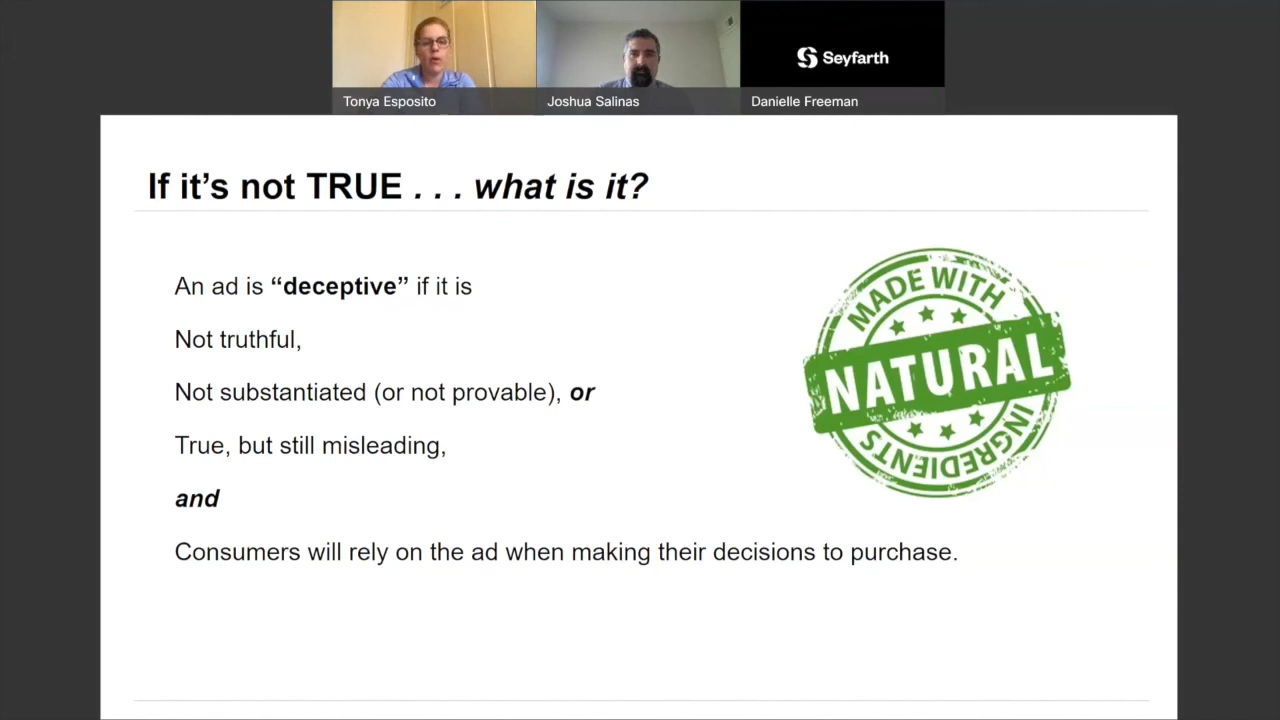 Seyfarth
Tonya Esposito
Joshua Salinas
Danielle Freeman
If it’s not TRUE . . . what is it?
An ad is “deceptive” if it is
Not truthful,
Not substantiated (or not provable), or
True, but still misleading,
and
Consumers will rely on the ad when making their decisions to purchase.
MADE WITH
NATURAL
INGREDIENTS